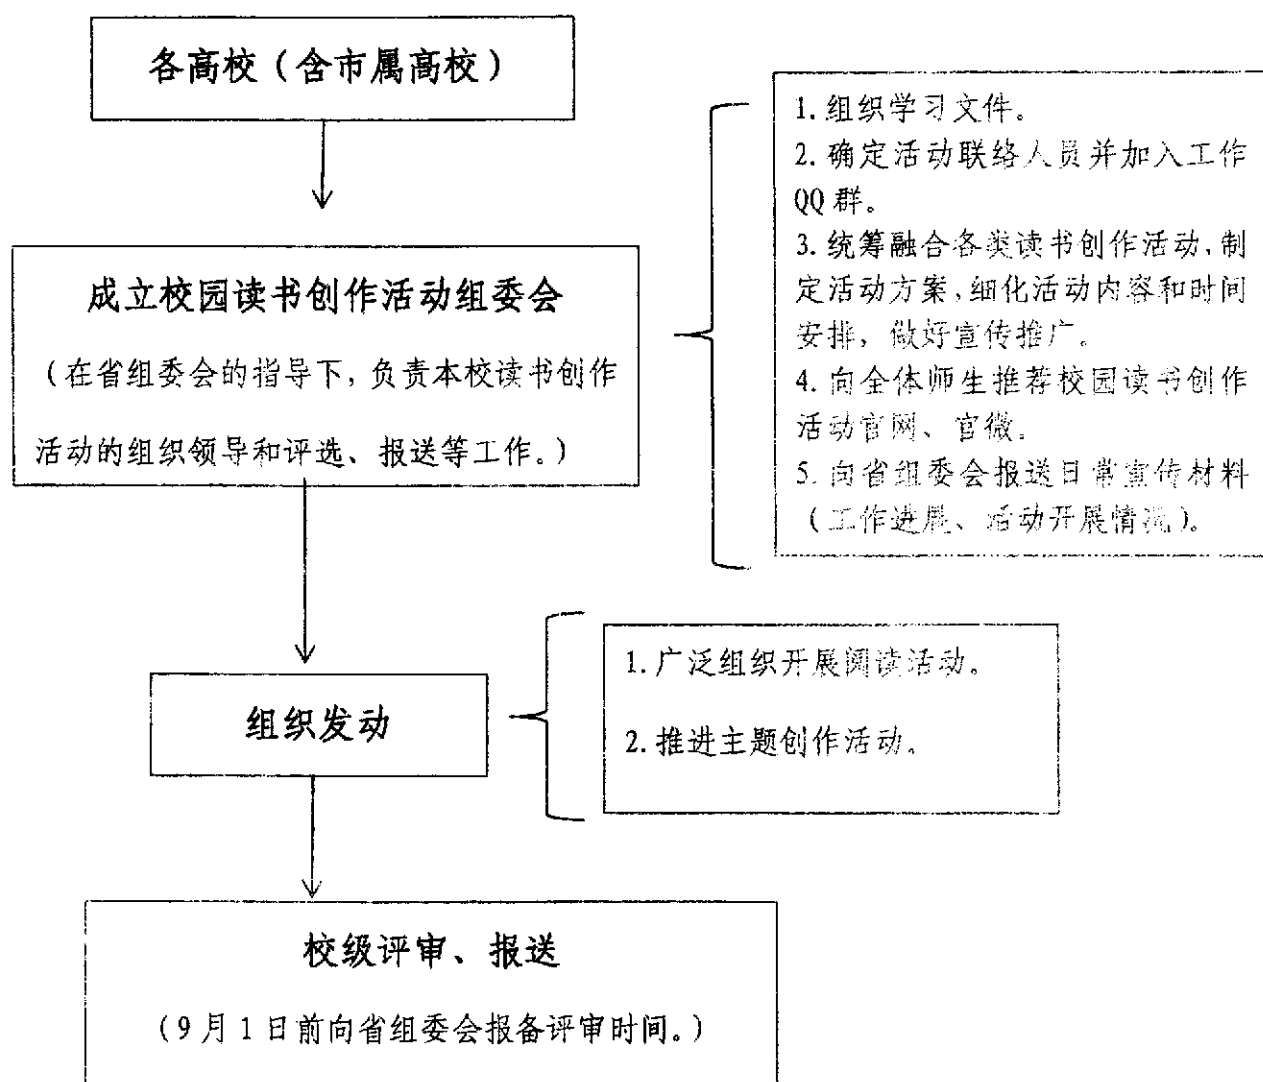 各高校（含市属高校）
成立校园读书创作活动组委会
（在省组委会的指导下，负责本校读书创作
活动的组织领导和评选、报送等工作。）
1.组织学习文件。
2.确定活动联络人员并加入工作
QQ群。
3.统筹融合各类读书创作活动，制
定活动方案，细化活动内容和时间
安排，做好宣传推广。
4.向全体师生推荐校园读书创作
活动官网、官微。
5.向省组委会报送日常宣传材料
（工作进展、活动开展情况）。
组织发动
1.广泛组织开展阅读活动。
2.推进主题创作活动。
校级评审、报送
（9月1日前向省组委会报备评审时间。）